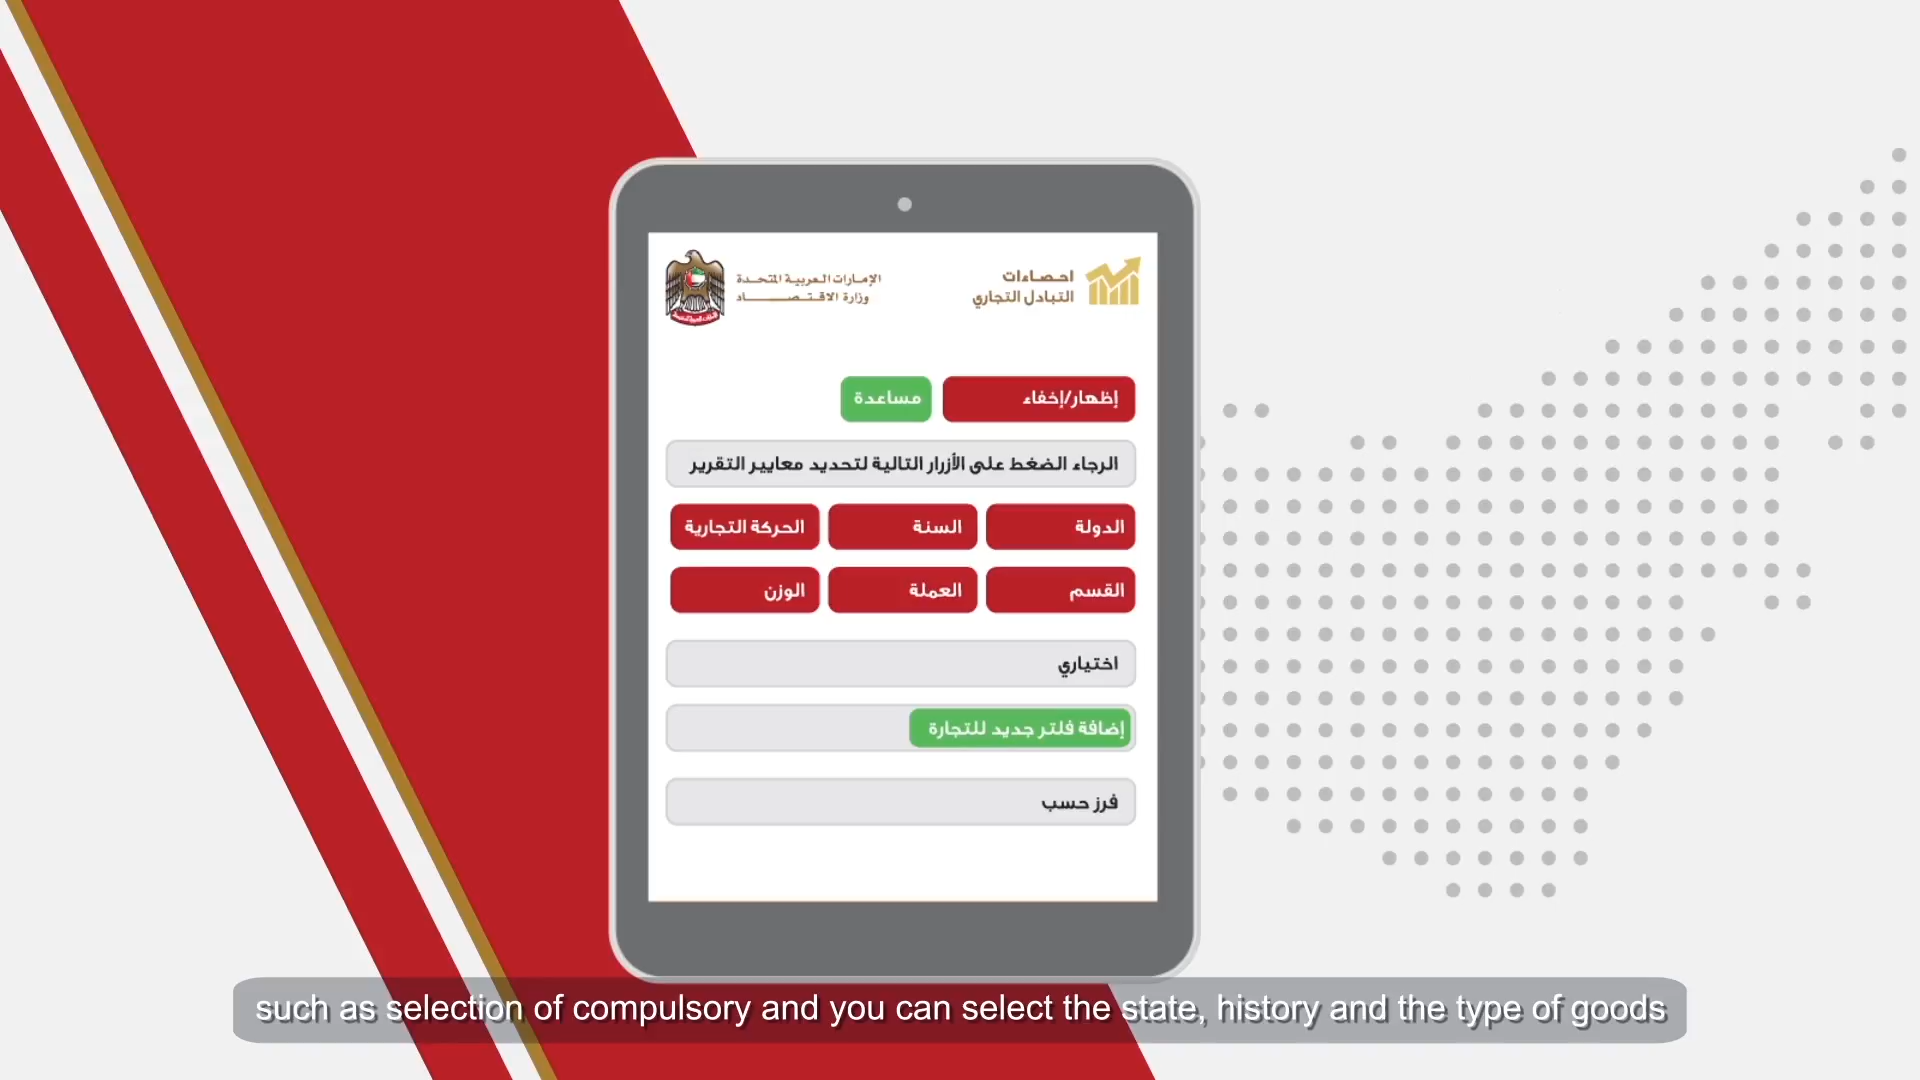 احصاءات
التبادل التجاري
الإمارات العربية المتحدة
وزارة الاقتصاد
إظهار/إخفاء
مساعدة
الرجاء الضغط على الأزرار التالية لتحديد معايير التقرير
الدولة
السنة
الحركة التجارية
القسم
العملة
الوزن
اختياري
إضافة فلتر جديد للتجارة
فرز حسب
such as selection of compulsory and you can select the state, history and the type of goods